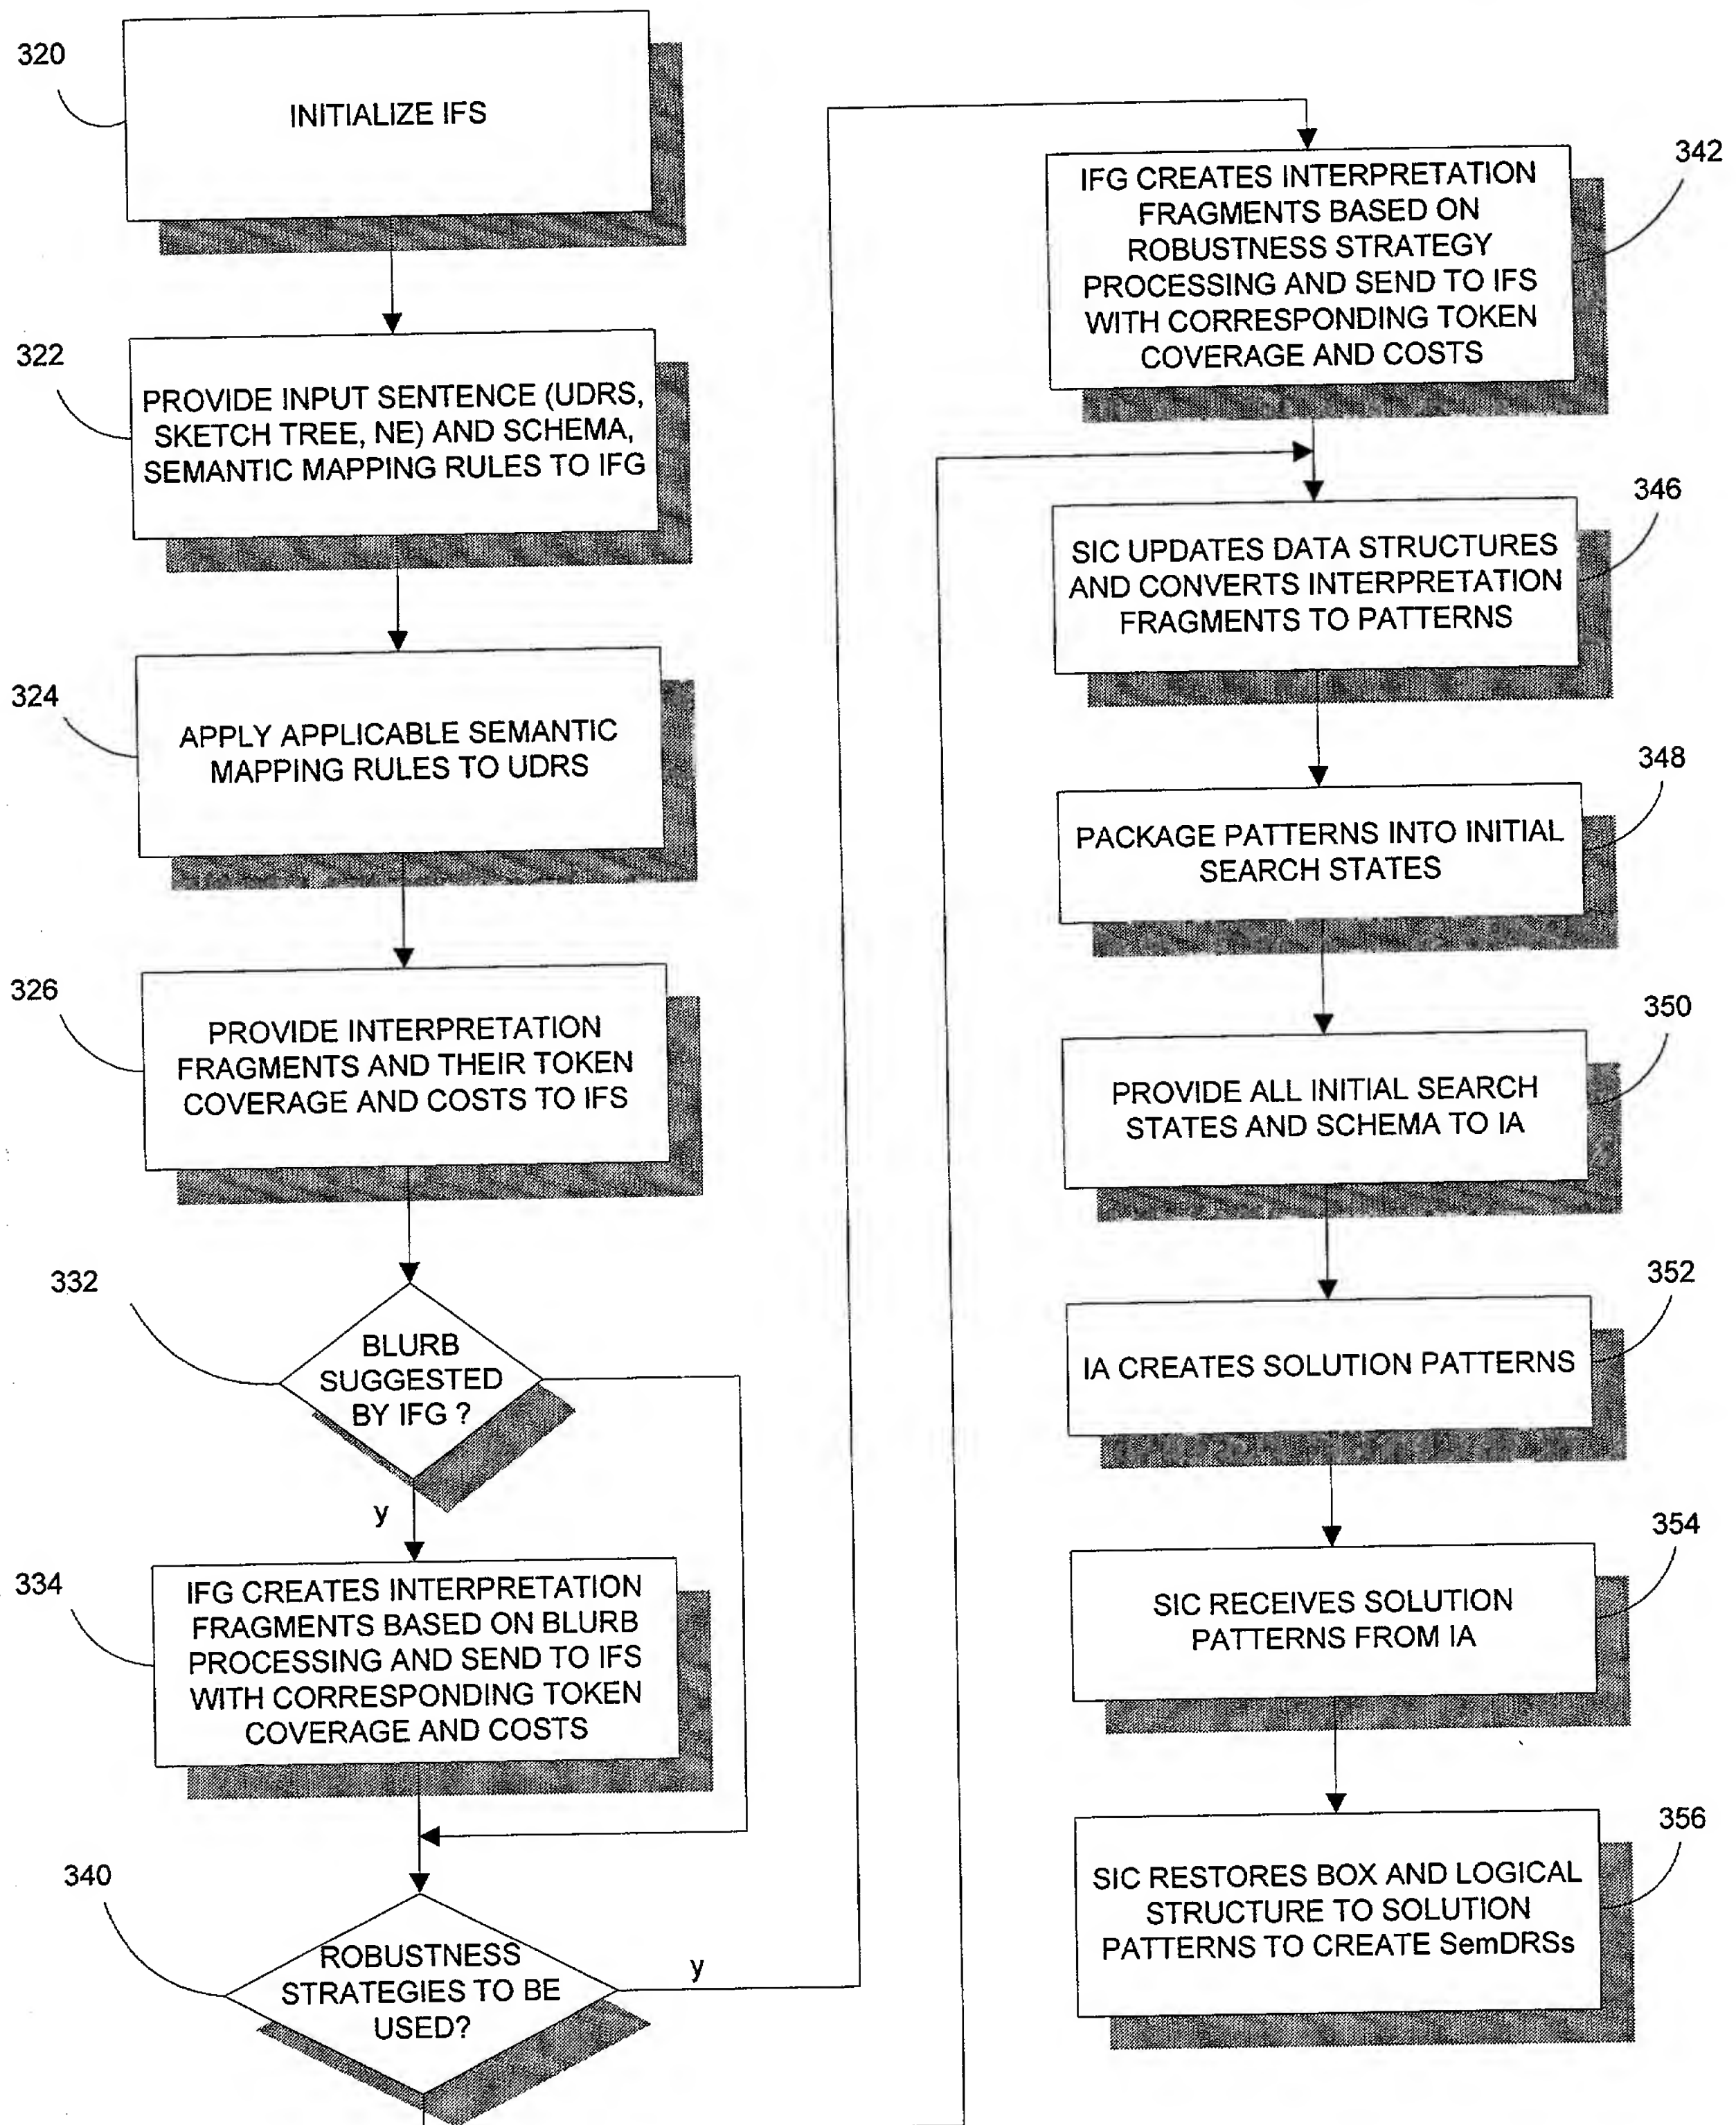 320
INITIALIZE IFS
322
PROVIDE INPUT SENTENCE (UDRS,
SKETCH TREE, NE) AND SCHEMA,
SEMANTIC MAPPING RULES TO IFG
324
APPLY APPLICABLE SEMANTIC
MAPPING RULES TO UDRS
326
PROVIDE INTERPRETATION
FRAGMENTS AND THEIR TOKEN
COVERAGE AND COSTS TO IFS
332
BLURB
SUGGESTED
BY IFG ?
y
334
IFG CREATES INTERPRETATION
FRAGMENTS BASED ON BLURB
PROCESSING AND SEND TO IFS
WITH CORRESPONDING TOKEN
COVERAGE AND COSTS
340
ROBUSTNESS
STRATEGIES TO BE
USED?
y
342
IFG CREATES INTERPRETATION
FRAGMENTS BASED ON
ROBUSTNESS STRATEGY
PROCESSING AND SEND TO IFS
WITH CORRESPONDING TOKEN
COVERAGE AND COSTS
346
SIC UPDATES DATA STRUCTURES
AND CONVERTS INTERPRETATION
FRAGMENTS TO PATTERNS
348
PACKAGE PATTERNS INTO INITIAL
SEARCH STATES
350
PROVIDE ALL INITIAL SEARCH
STATES AND SCHEMA TO IA
352
IA CREATES SOLUTION PATTERNS
354
SIC RECEIVES SOLUTION
PATTERNS FROM IA
356
SIC RESTORES BOX AND LOGICAL
STRUCTURE TO SOLUTION
PATTERNS TO CREATE SemDRSs